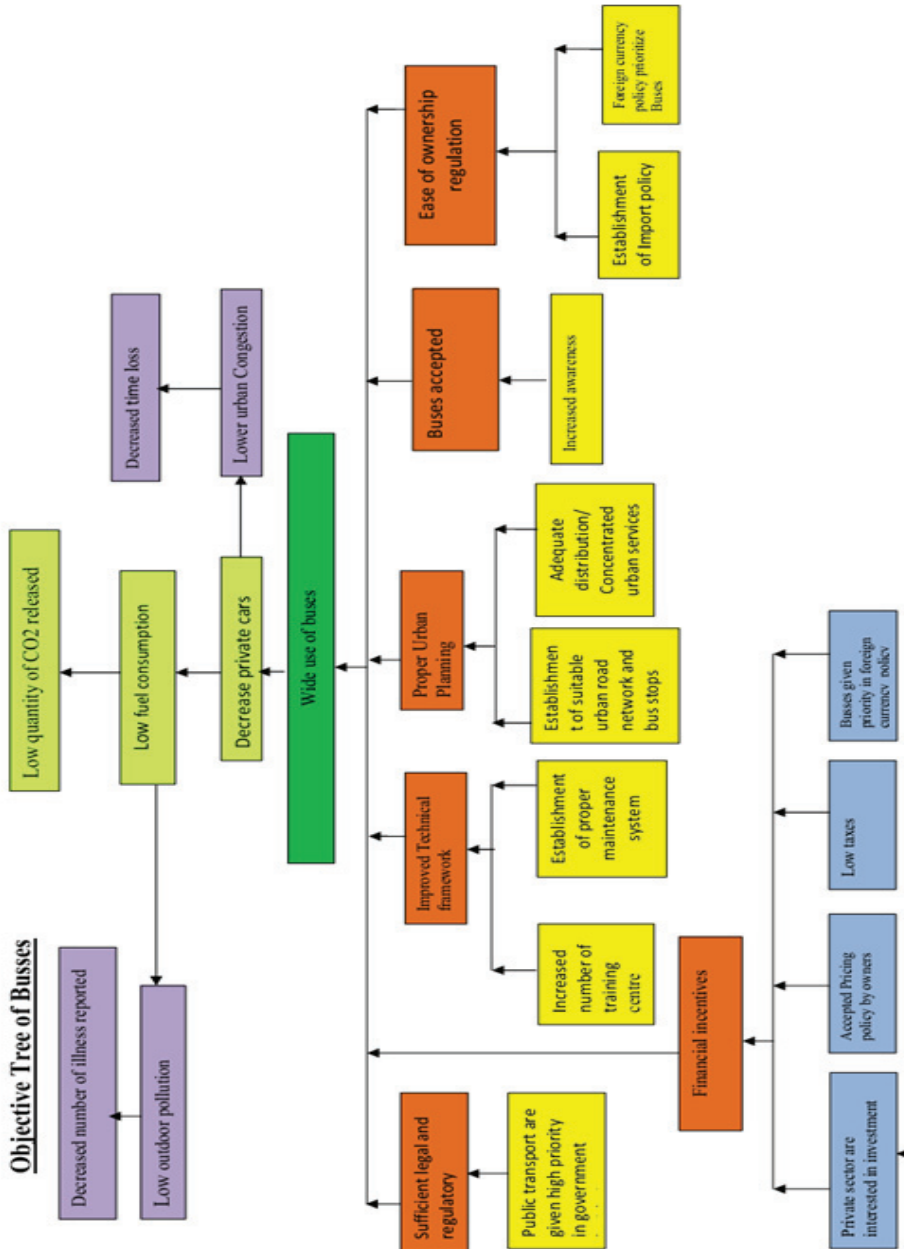 Objective Tree of Busses
Low quantity of CO2 released
Decreased number of illness reported
Low fuel consumption
Decreased time loss
Low outdoor pollution
Decrease private cars
Lower urban Congestion
Wide use of buses
Sufficient legal and
regulatory
Improved Technical
framework
Proper Urban
Planning
Buses accepted
Ease of ownership
regulation
Public transport are
given high priority
in government
Increased
number of
training
centre
Establishment
of proper
maintenance
system
Establishmen
t of suitable
urban road
network and
bus stops
Adequate
distribution/
Concentrated
urban services
Increased awareness
Establishment
of Import policy
Foreign currency
policy prioritize
Buses
Financial incentives
Private sector are
interested in investment
Accepted Pricing
policy by owners
Low taxes
Busses given
priority in foreign
currency policy